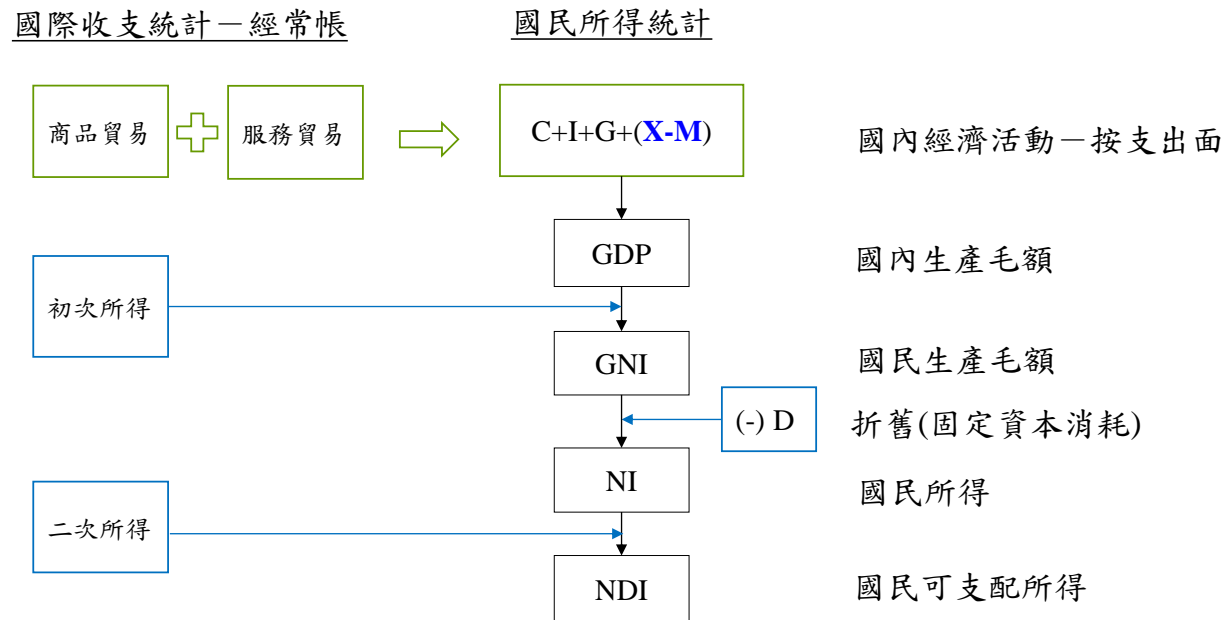 國際收支統計－經常帳
國民所得統計
商品貿易
服務貿易
C+I+G+(X-M)
國內經濟活動－按支出面
GDP
國內生產毛額
初次所得
GNI
國民生產毛額
(-) D
折舊(固定資本消耗)
NI
國民所得
二次所得
NDI
國民可支配所得